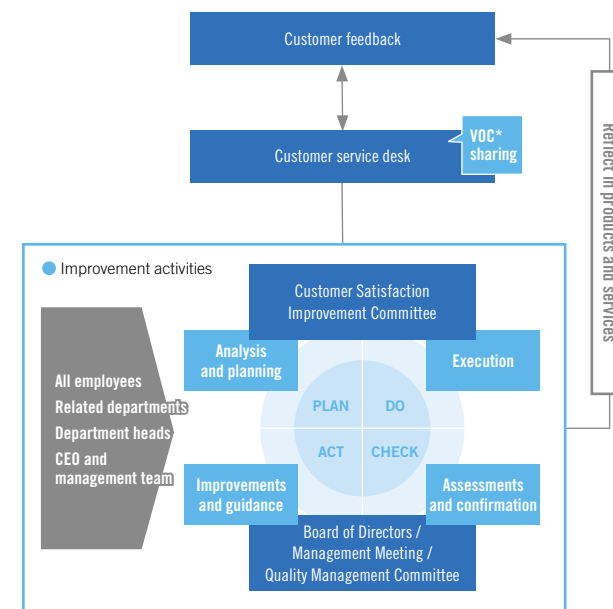 Customer feedback
Customer service desk
VOC*
sharing
Reflect in products and services
Improvement activities
Customer Satisfaction
Improvement Committee
Analysis
and planning
Execution
All employees
Related departments
Department heads
CEO and
management team
PLAN
DO
ACT
CHECK
Improvements
and guidance
Assessments
and confirmation
Board of Directors /
Management Meeting /
Quality Management Committee